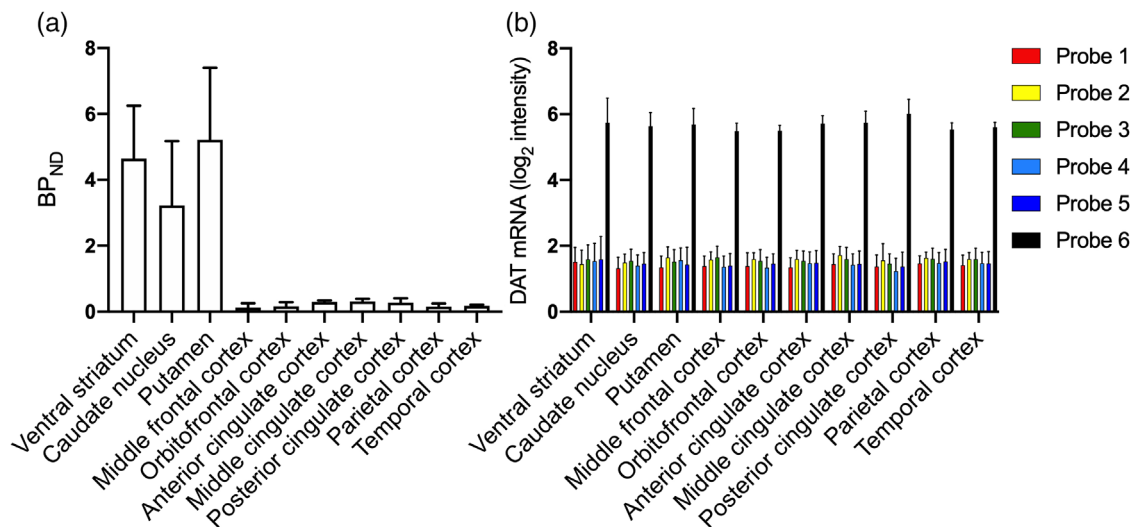 (a)
8
6
4
2
0
BPND
Ventral striatum
Caudate nucleus
Putamen
Middle frontal cortex
Orbitofrontal cortex
Anterior cingulate cortex
Middle cingulate cortex
Posterior cingulate cortex
Parietal cortex
Temporal cortex
(b)
8
6
4
2
0
DAT mRNA (log2 intensity)
Ventral striatum
Caudate nucleus
Putamen
Middle frontal cortex
Orbitofrontal cortex
Anterior cingulate cortex
Middle cingulate cortex
Posterior cingulate cortex
Parietal cortex
Temporal cortex
Probe 1
Probe 2
Probe 3
Probe 4
Probe 5
Probe 6